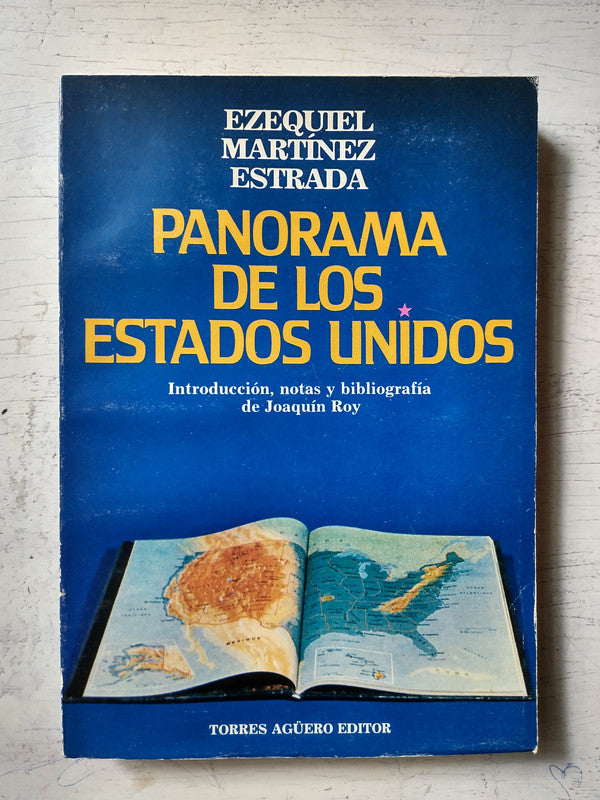 EZEQUIEL
MARTÍNEZ
ESTRADA
PANORAMA
DE LOS
ESTADOS UNIDOS
Introducción, notas y bibliografía
de Joaquín Roy
TORRES AGÜERO EDITOR